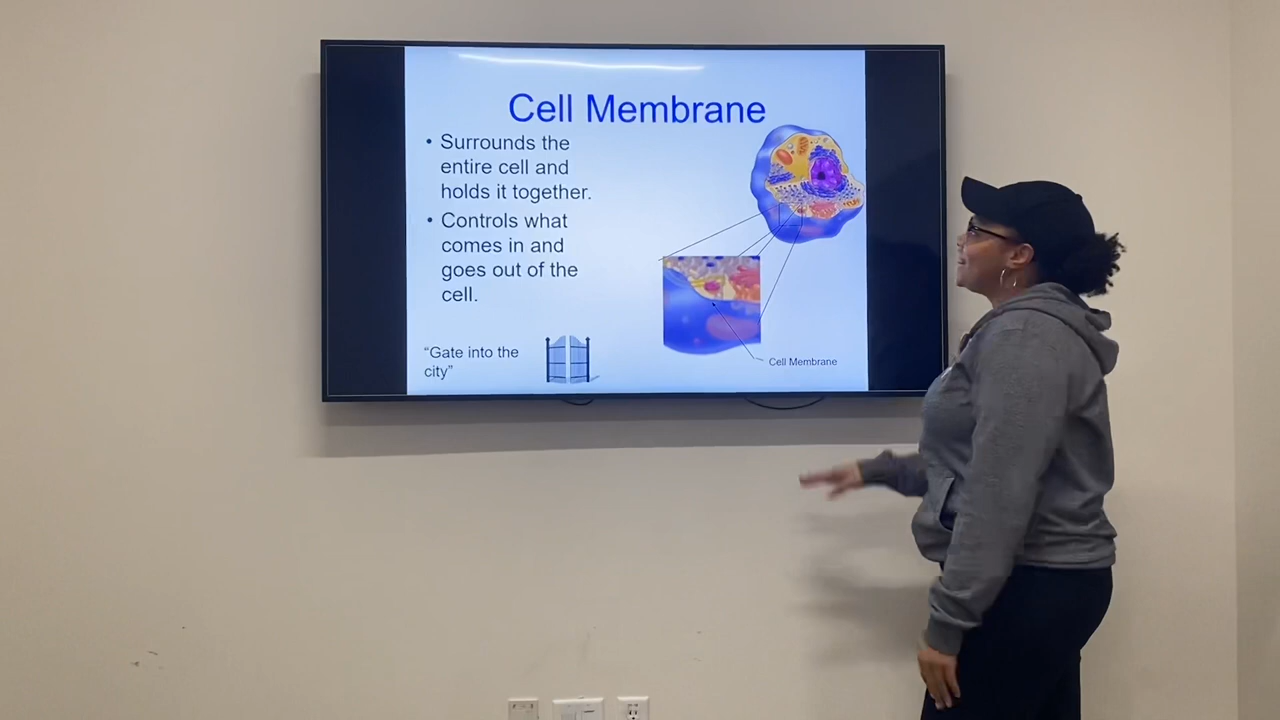 Cell Membrane
• Surrounds the
entire cell and
holds it together.
• Controls what
comes in and
goes out of the
cell.
“Gate into the
city”
Cell Membrane